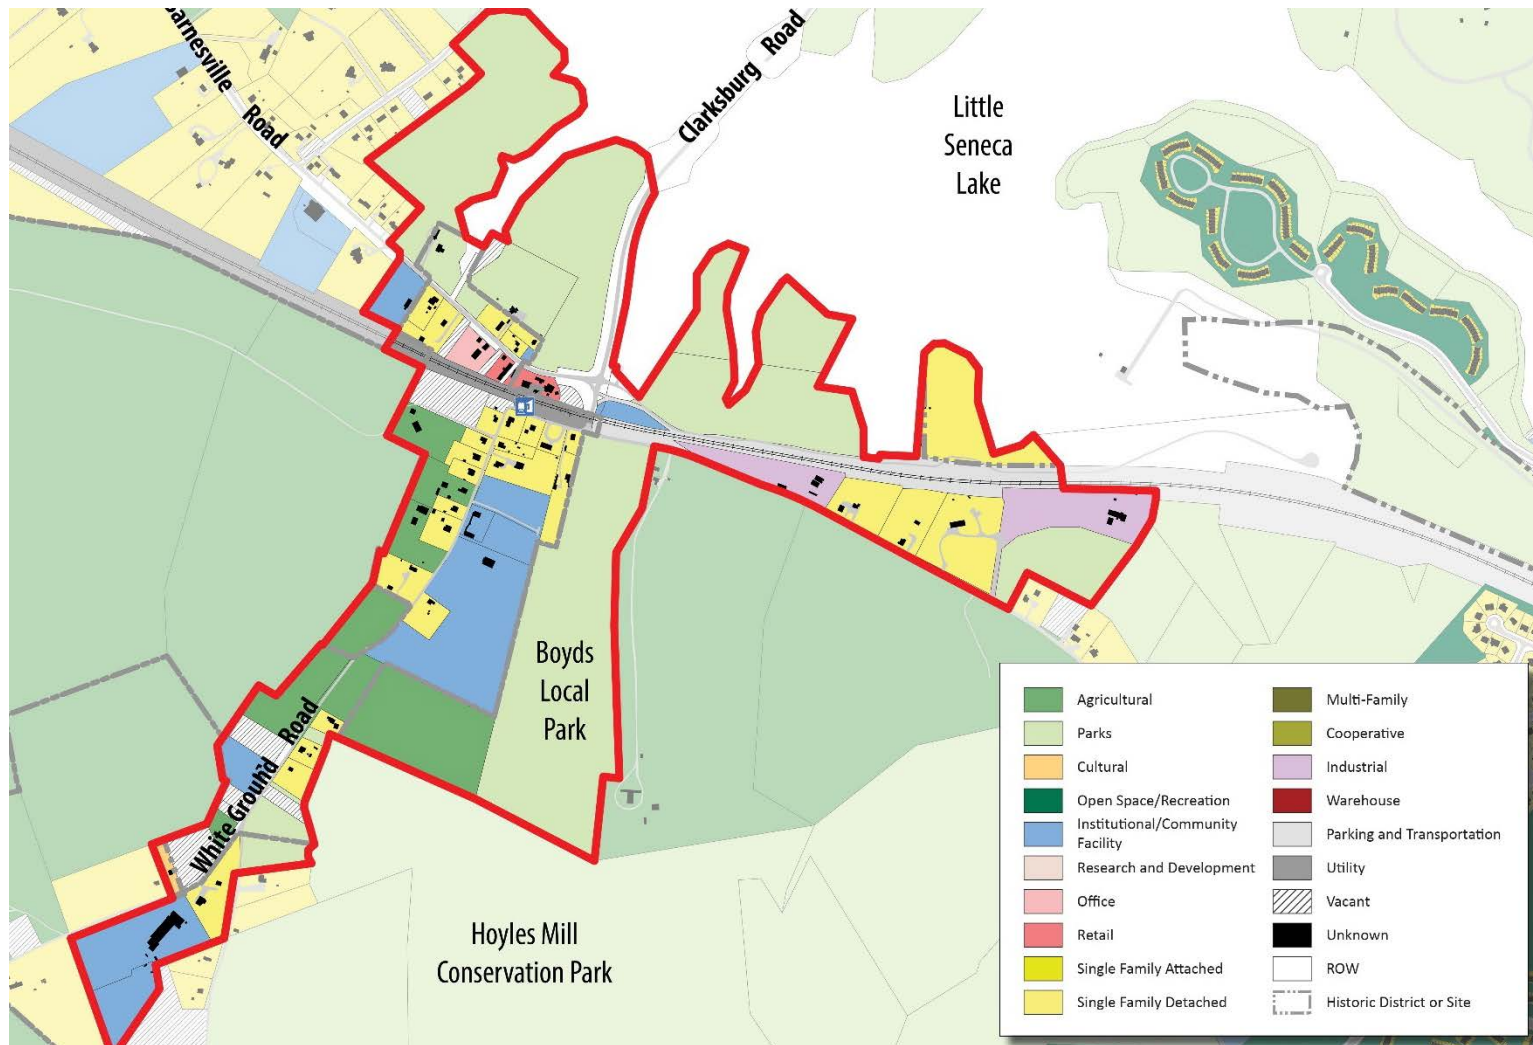 Barnesville
Road
Clarksburg Road
Little
Seneca
Lake
Boyds
Local
Park
White Ground Road
Hoyles Mill
Conservation Park
Agricultural
Parks
Cultural
Open Space/Recreation
Institutional/Community
Facility
Research and Development
Office
Retail
Single Family Attached
Single Family Detached
Multi-Family
Cooperative
Industrial
Warehouse
Parking and Transportation
Utility
Vacant
Unknown
ROW
Historic District or Site